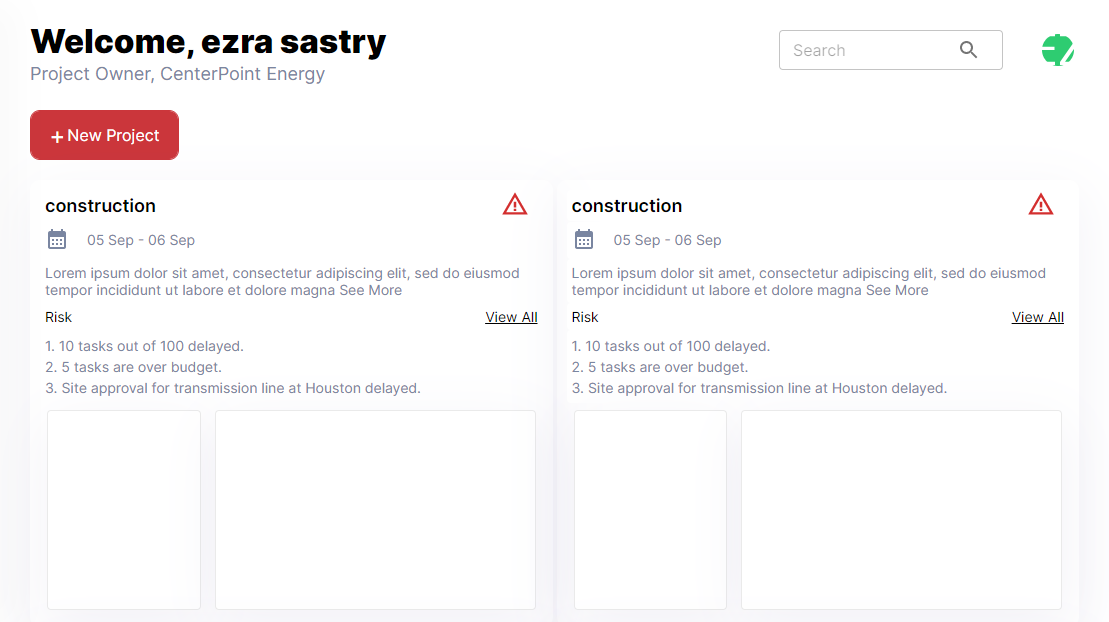 Welcome, ezra sastry
Project Owner, CenterPoint Energy
Search
+ New Project
construction
05 Sep - 06 Sep
Lorem ipsum dolor sit amet, consectetur adipiscing elit, sed do eiusmod
tempor incididunt ut labore et dolore magna See More
Risk
View All
1. 10 tasks out of 100 delayed.
2. 5 tasks are over budget.
3. Site approval for transmission line at Houston delayed.
construction
05 Sep - 06 Sep
Lorem ipsum dolor sit amet, consectetur adipiscing elit, sed do eiusmod
tempor incididunt ut labore et dolore magna See More
Risk
View All
1. 10 tasks out of 100 delayed.
2. 5 tasks are over budget.
3. Site approval for transmission line at Houston delayed.